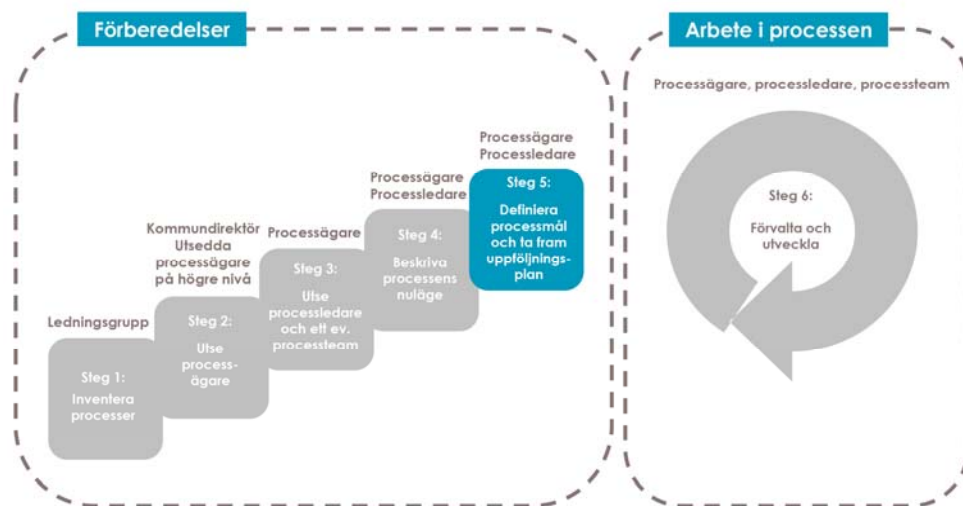 Förberedelser
Ledningsgrupp
Steg 1:
Inventera
processer
Kommundirektör
Utsedda
processägare
på högre nivå
Steg 2:
Utse
process-
ägare
Processägare
Steg 3:
Utse
processledare
och ett ev.
processteam
Processägare
Processledare
Steg 4:
Beskriva
processens
nuläge
Processägare
Processledare
Steg 5:
Definiera
processmål
och ta fram
uppföljnings-
plan
Arbete i processen
Processägare, processledare, processteam
Steg 6:
Förvalta och
utveckla